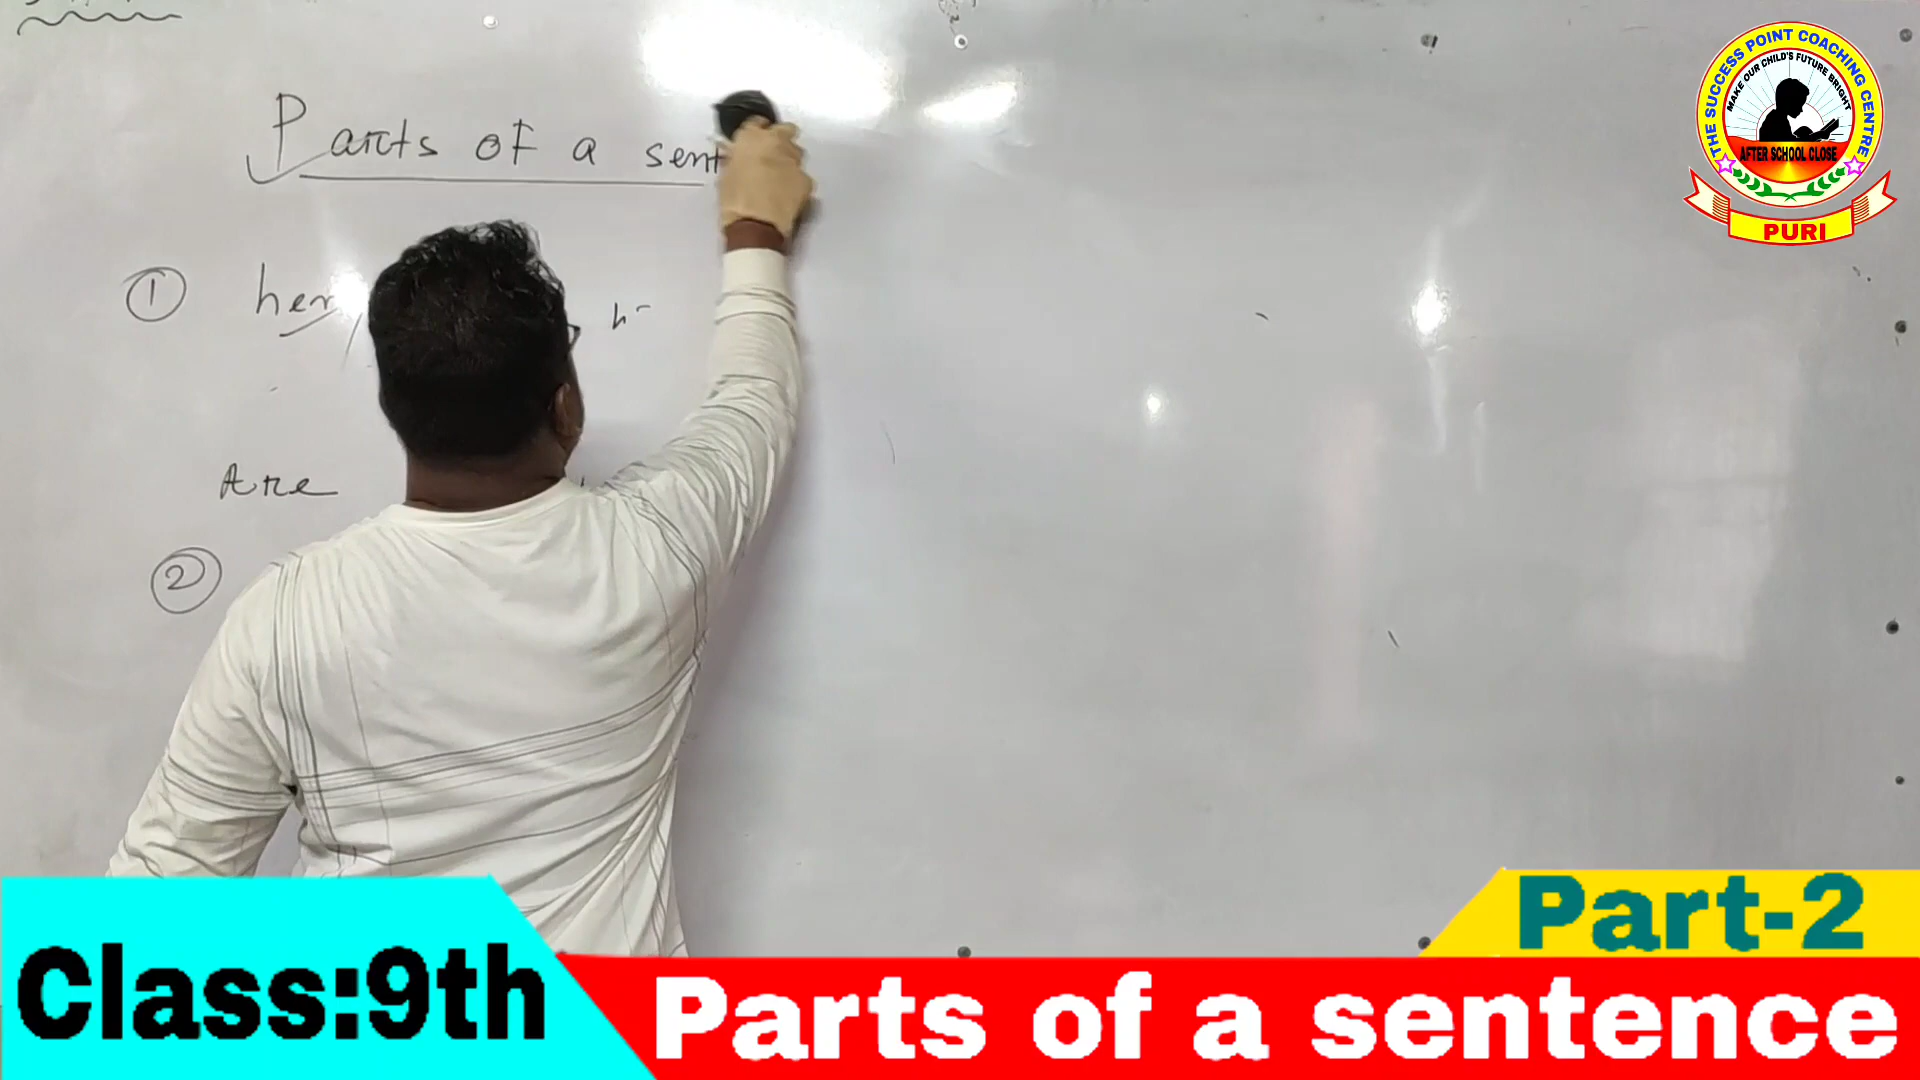 Parts of a sent
① her
h
Are
②
THE SUCCESS POINT COACHING CENTRE
MAKE OUR CHILD'S FUTURE BRIGHT
AFTER SCHOOL CLOSE
PURI
Part-2
Class:9th
Parts of a sentence